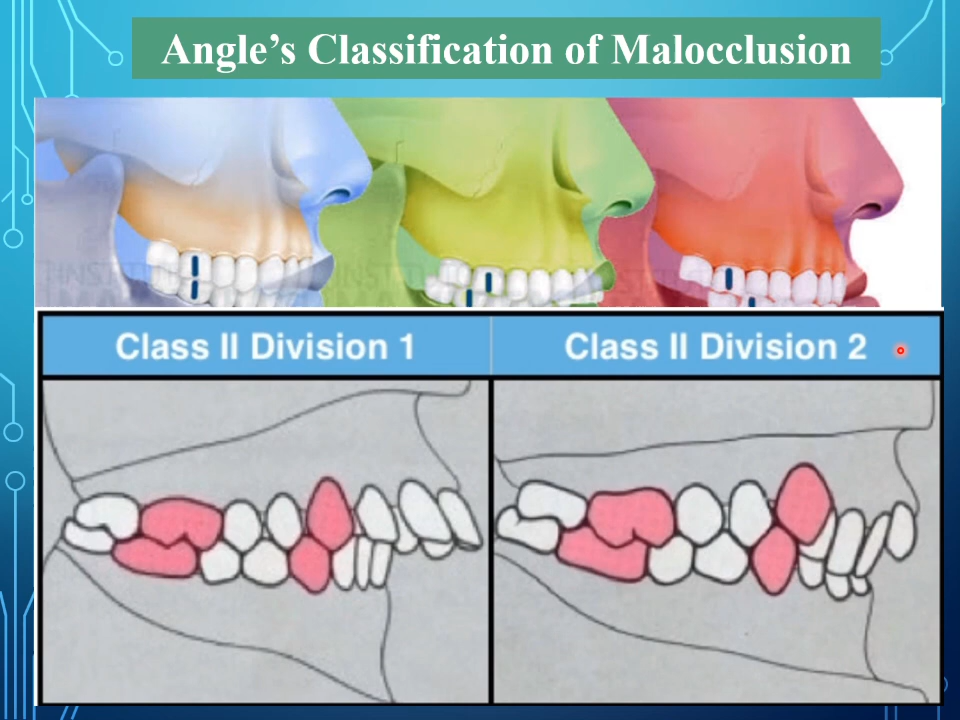 Angle’s Classification of Malocclusion
Class II Division 1
Class II Division 2